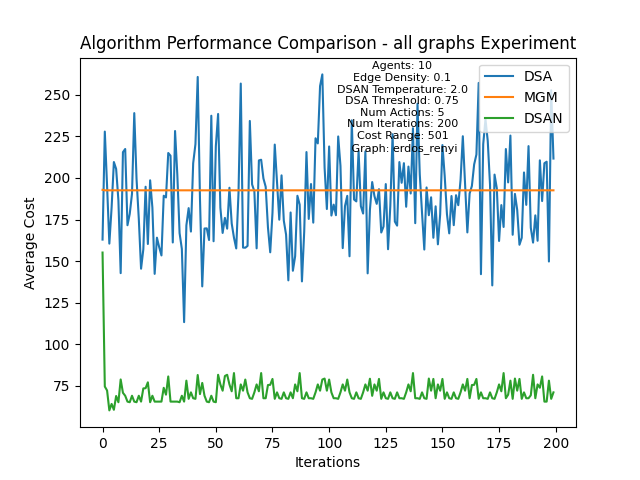 Algorithm Performance Comparison - all graphs Experiment
Agents: 10
Edge Density: 0.1
DSAN Temperature: 2.0
DSA Threshold: 0.75
Num Actions: 5
Num Iterations: 200
Cost Range: 501
Graph: erdos_renyi
DSA
MGM
DSAN
Average Cost
250
225
200
175
150
125
100
75
0
25
50
75
100
125
150
175
200
Iterations